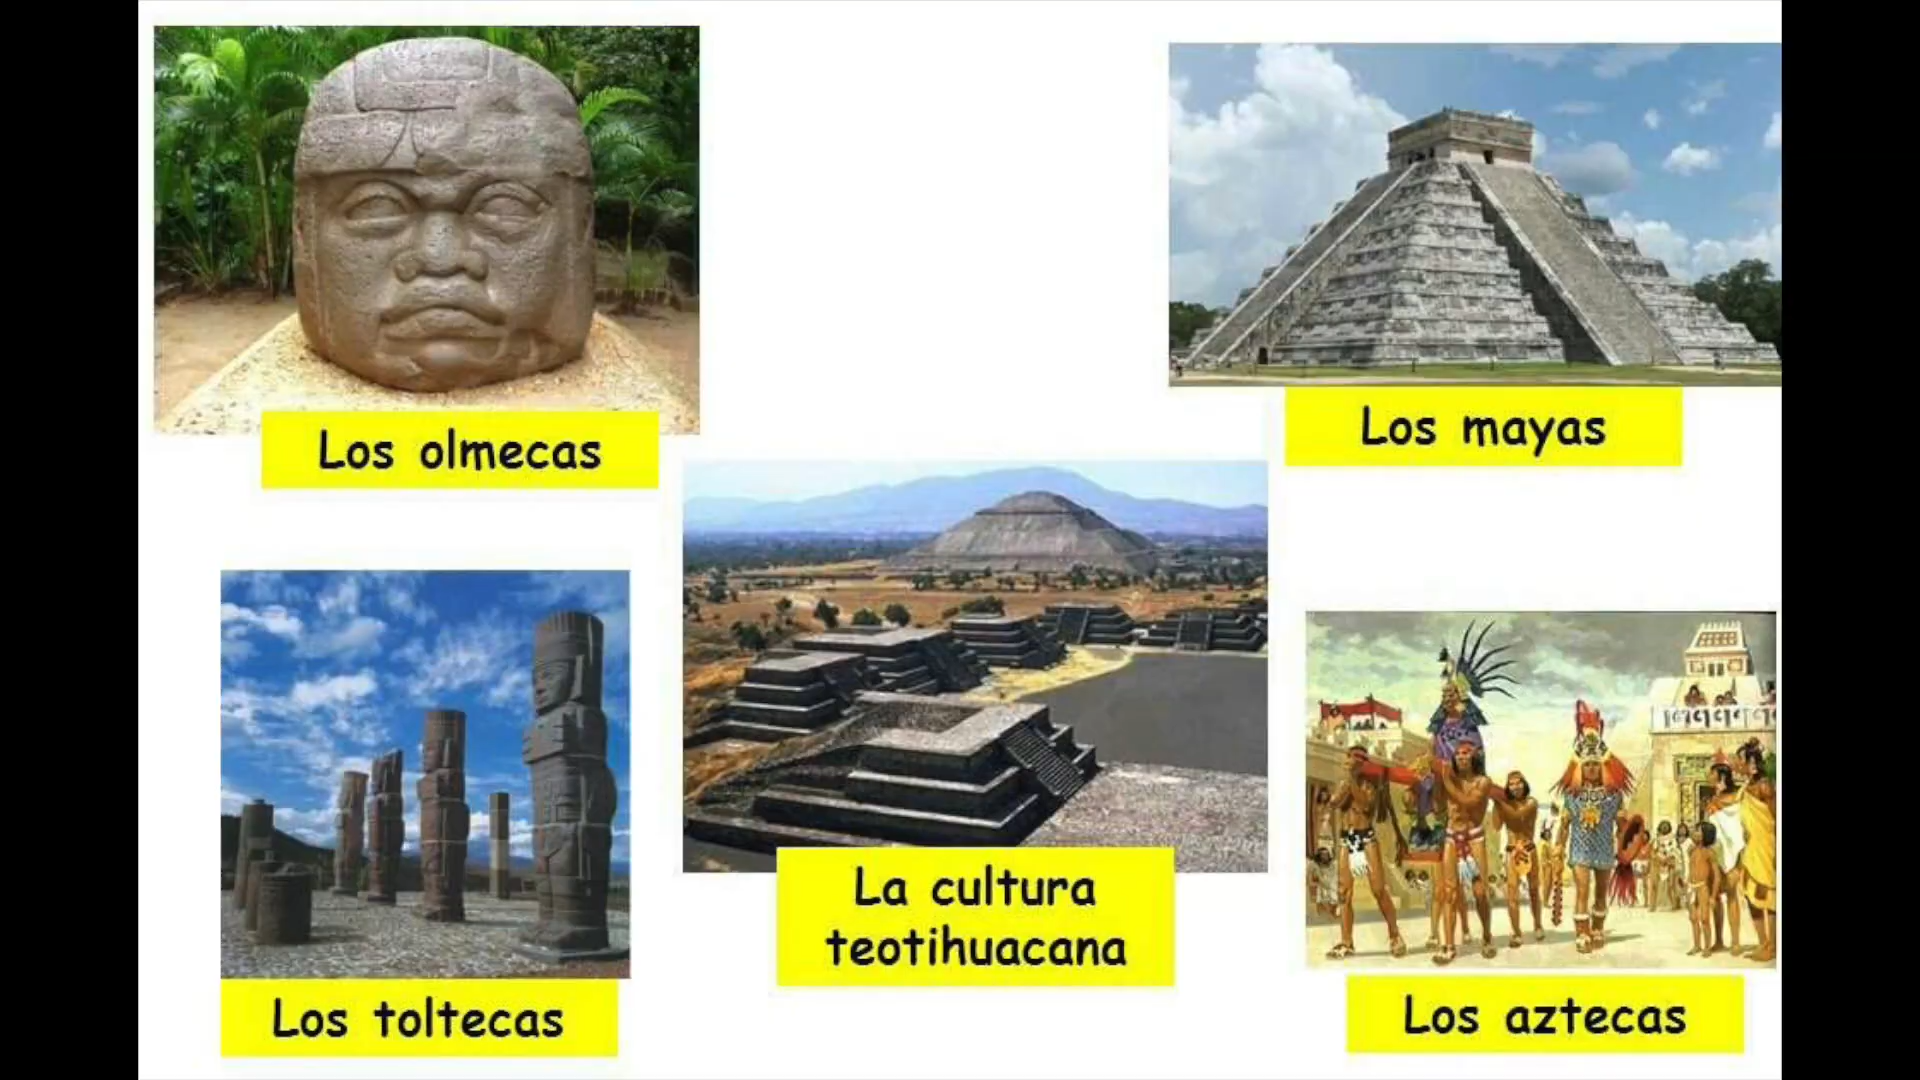 Los olmecas
Los mayas
La cultura
teotihuacana
Los toltecas
Los aztecas